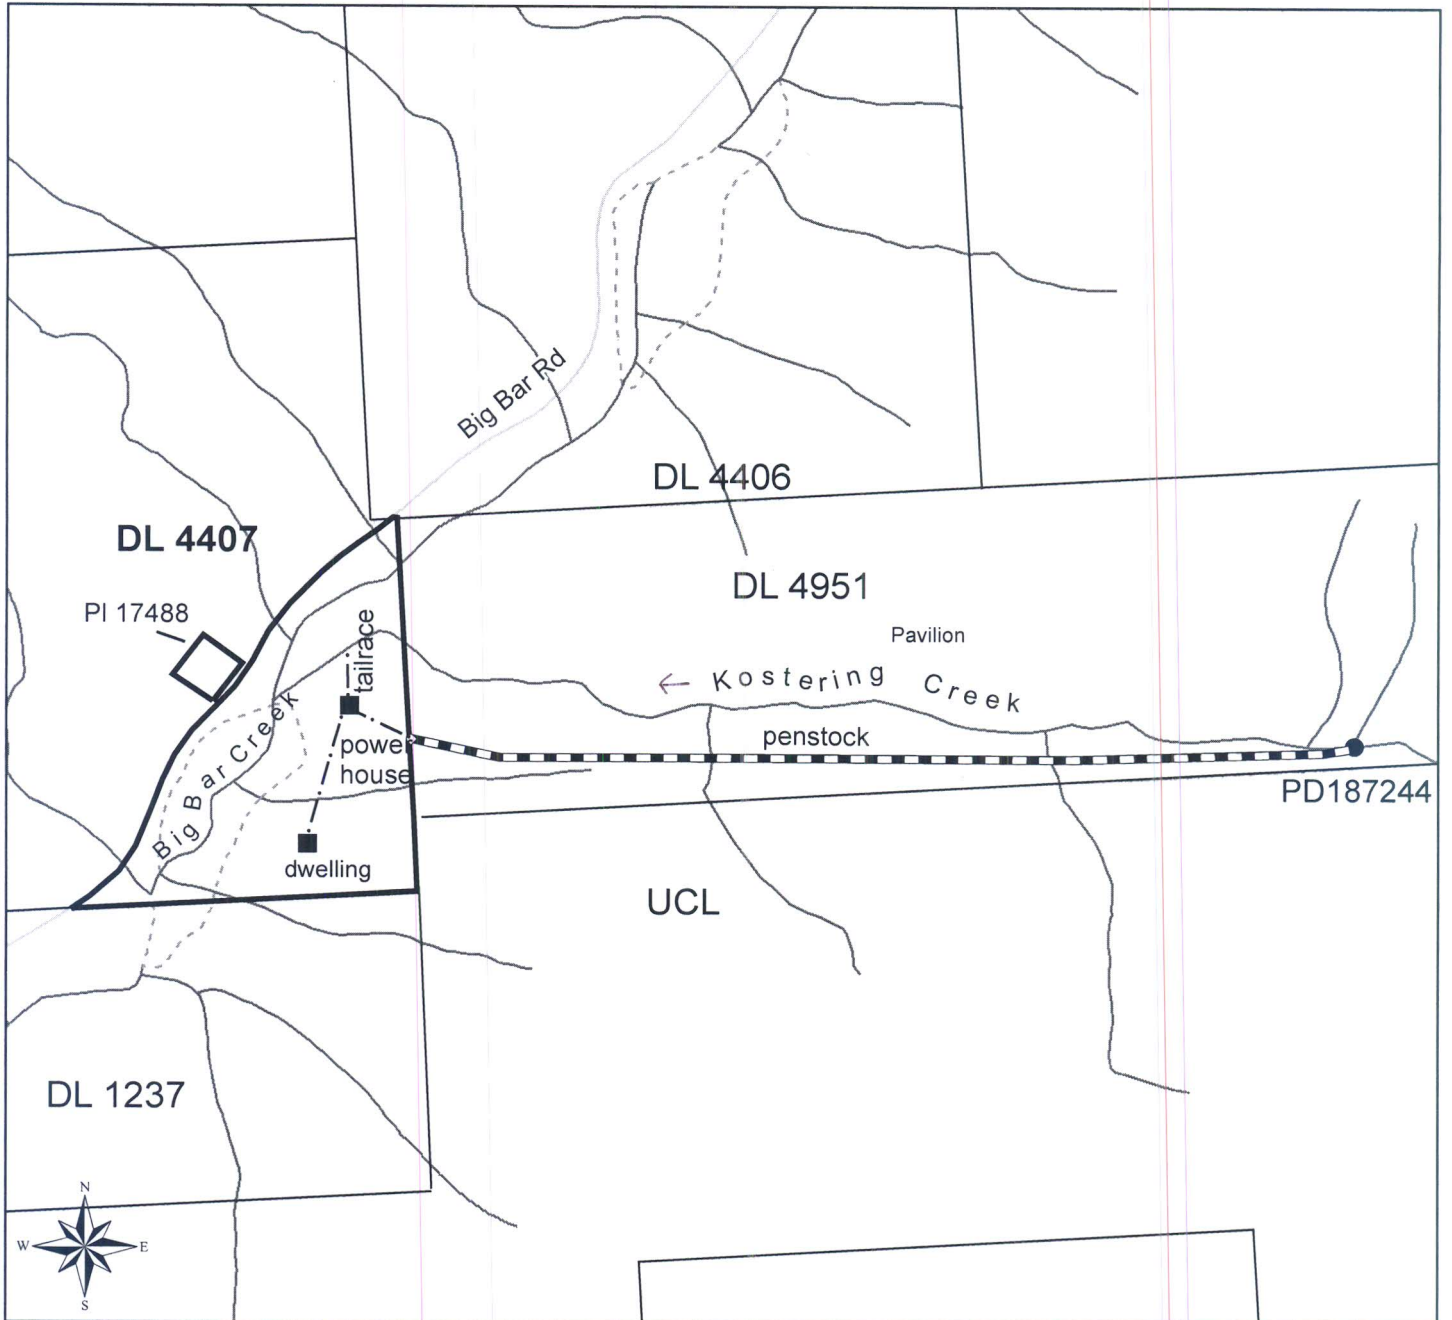 Big Bar Rd
DL 4406
DL 4407
DL 4951
PI 17488
tailrace
Pavilion
← Kostering Creek
Big Bar Creek
power
house
penstock
PD187244
dwelling
UCL
DL 1237
N
W E
S